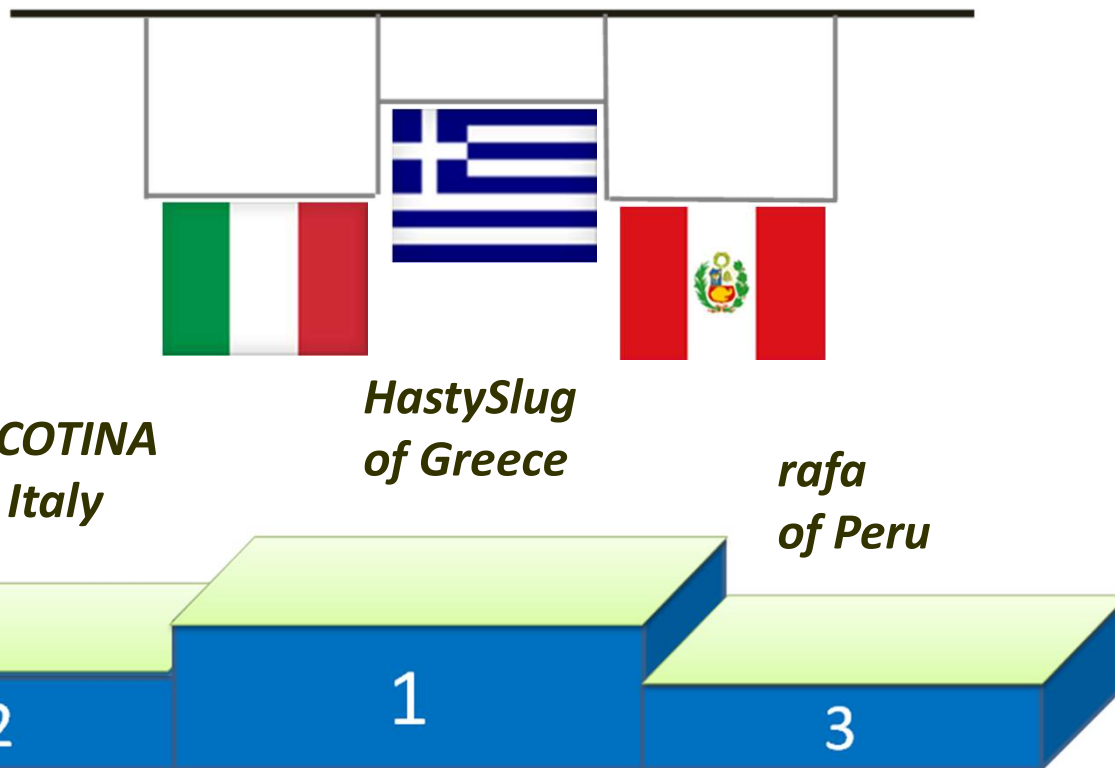 HastySlug
of Greece
COTINA
Italy
rafa
of Peru
1
2
3